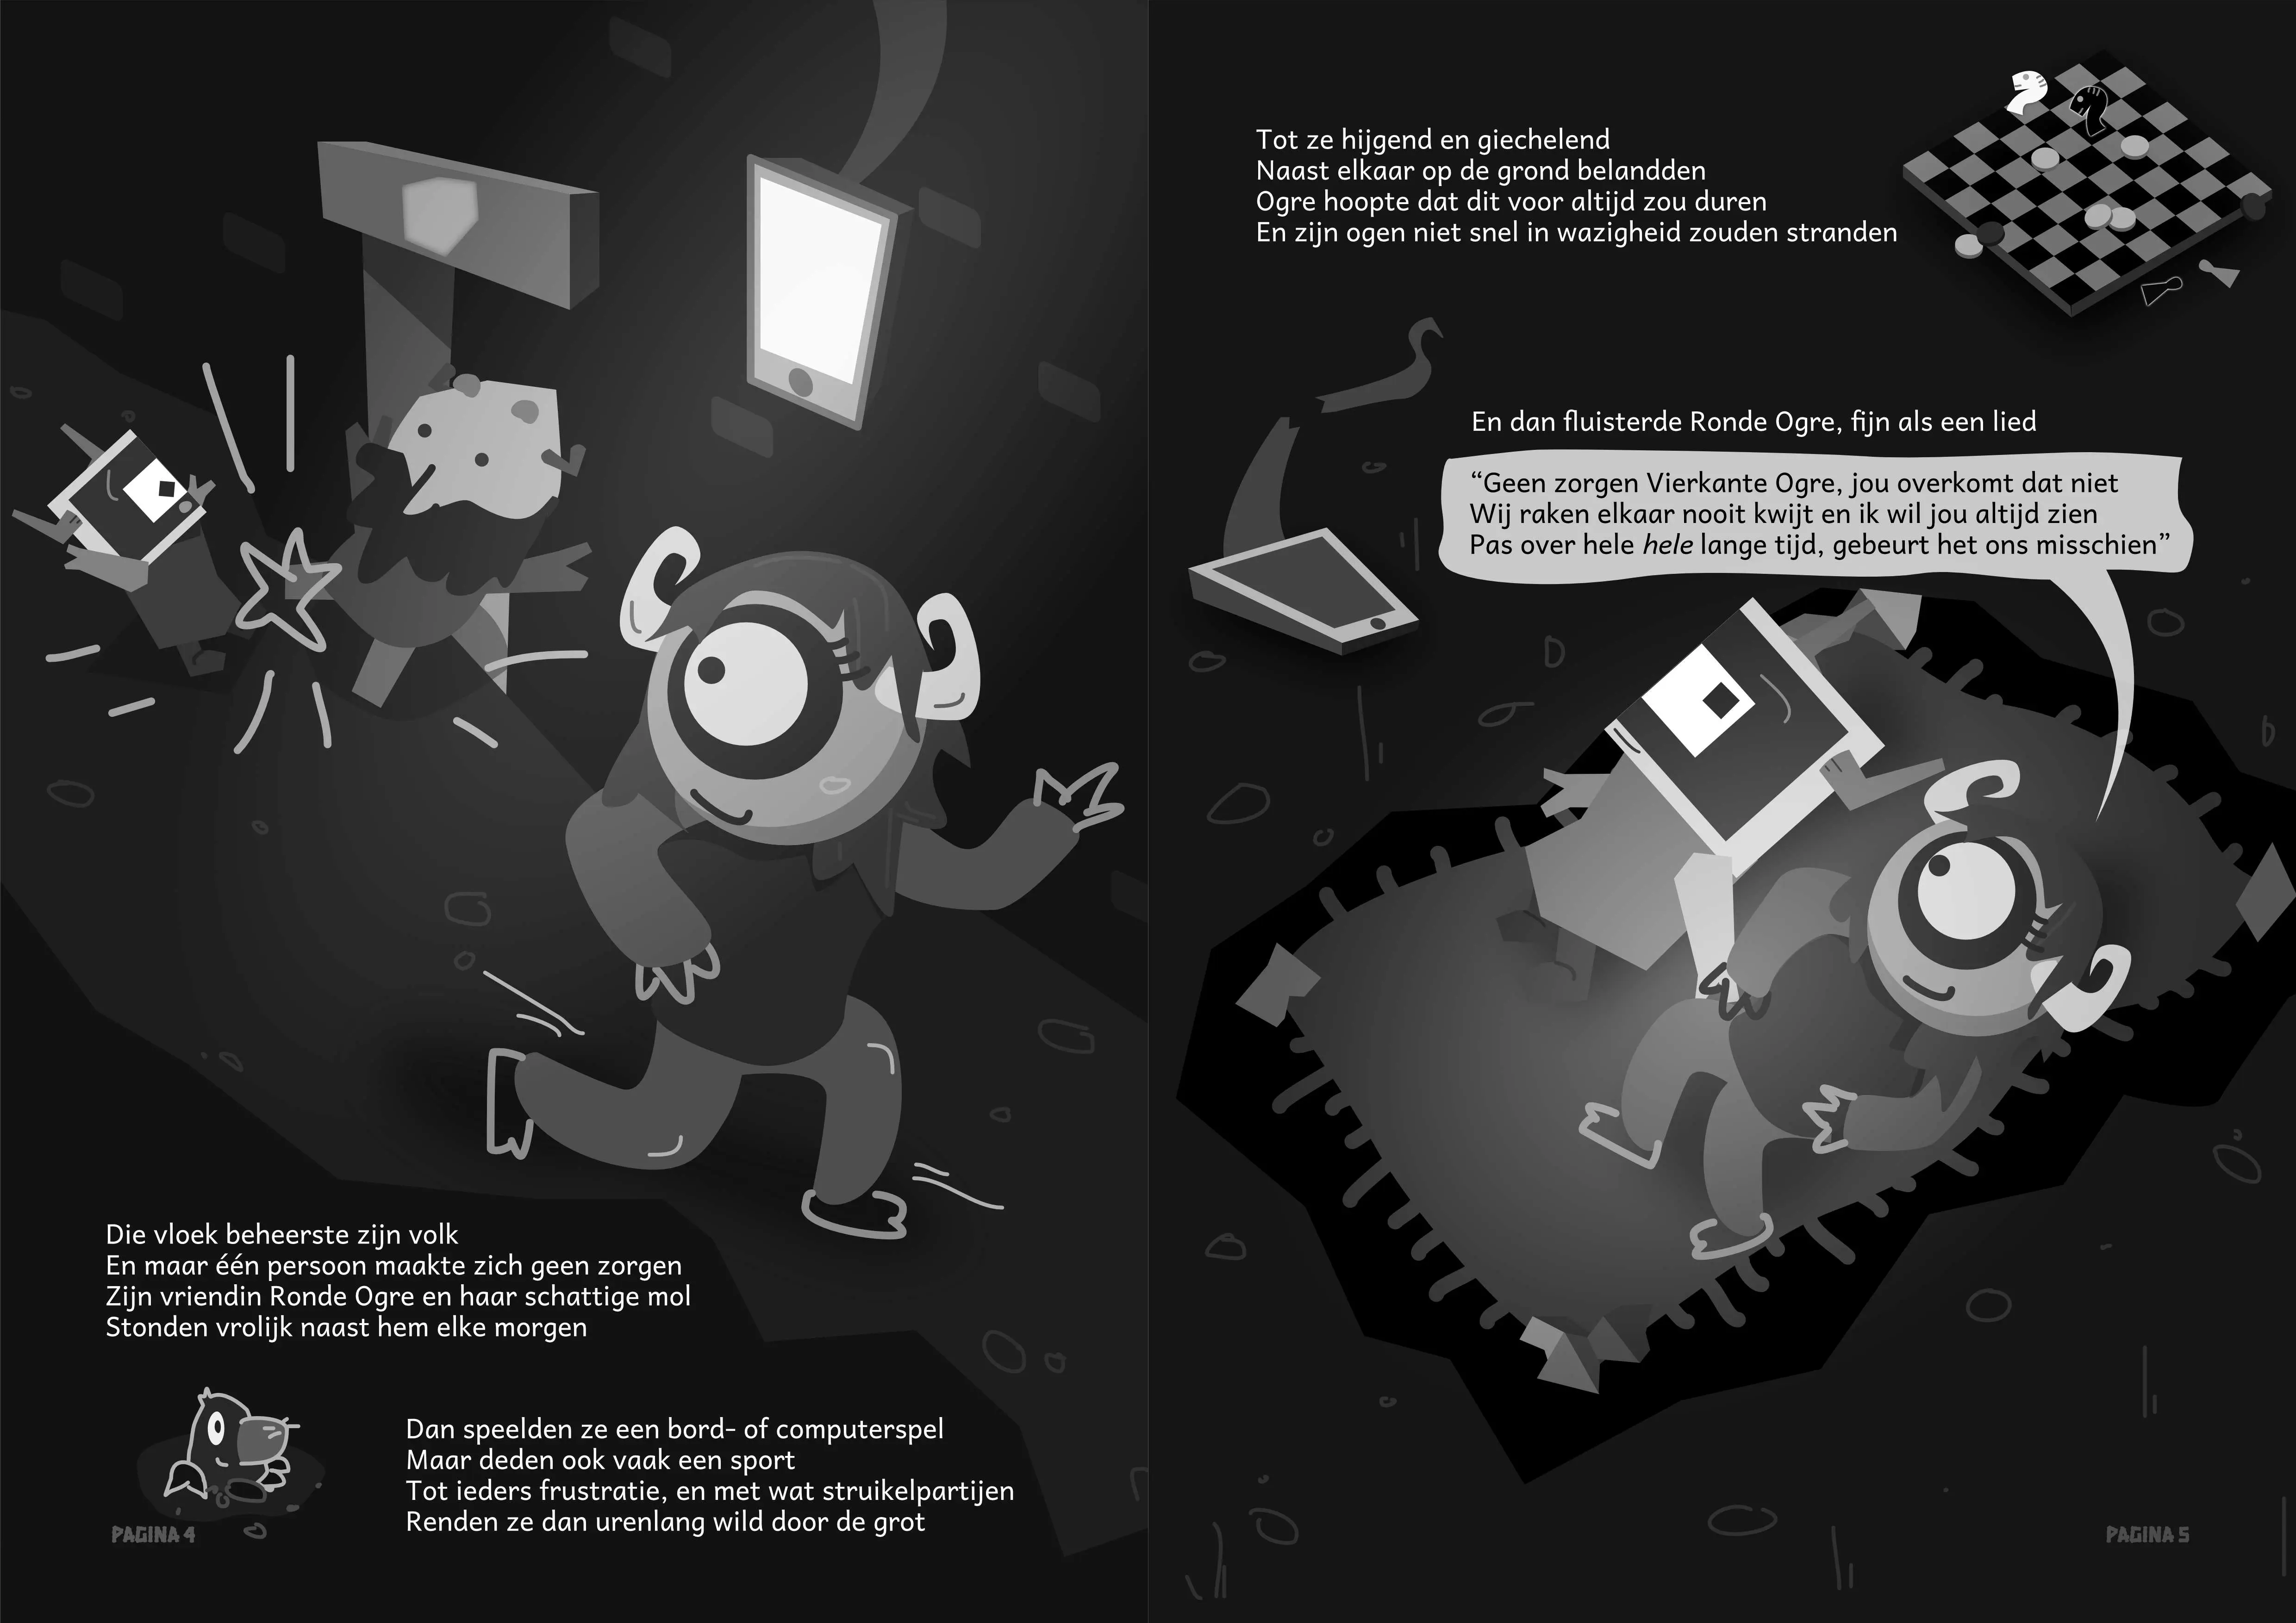 Die vloek beheerste zijn volk
En maar één persoon maakte zich geen zorgen
Zijn vriendin Ronde Ogre en haar schattige mol
Stonden vrolijk naast hem elke morgen
Dan speelden ze een bord- of computerspel
Maar deden ook vaak een sport
Tot ieders frustratie, en met wat struikelpartijen
Renden ze dan urenlang wild door de grot
PAGINA 4
Tot ze hijgend en giechelend
Naast elkaar op de grond belandden
Ogre hoopte dat dit voor altijd zou duren
En zijn ogen niet snel in wazigheid zouden stranden
En dan fluisterde Ronde Ogre, fijn als een lied
“Geen zorgen Vierkante Ogre, jou overkomt dat niet
Wij raken elkaar nooit kwijt en ik wil jou altijd zien
Pas over hele hele lange tijd, gebeurt het ons misschien”
PAGINA 5